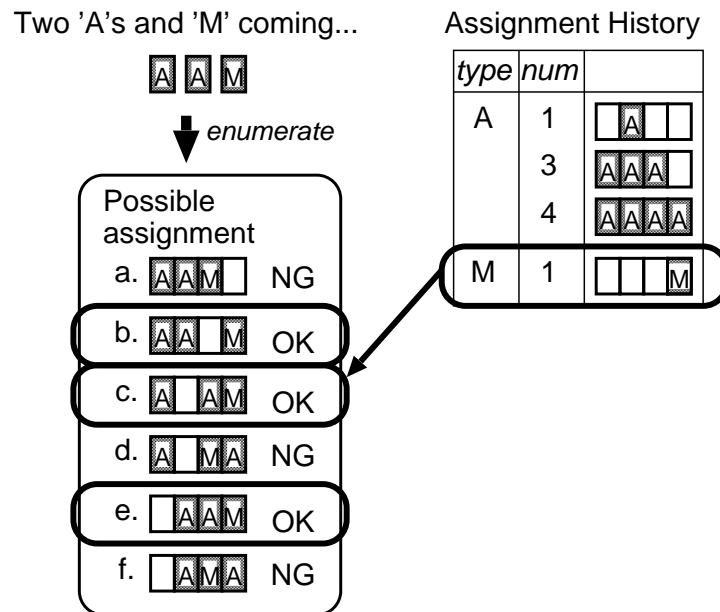 Two 'A's and 'M' coming...
A A M
enumerate
Possible
assignment
a. A A M NG
b. A A M OK
c. A A M OK
d. A M A NG
e. A A M OK
f. A M A NG
Assignment History
type num
A 1 A
3 A A A
4 A A A A
M 1 M